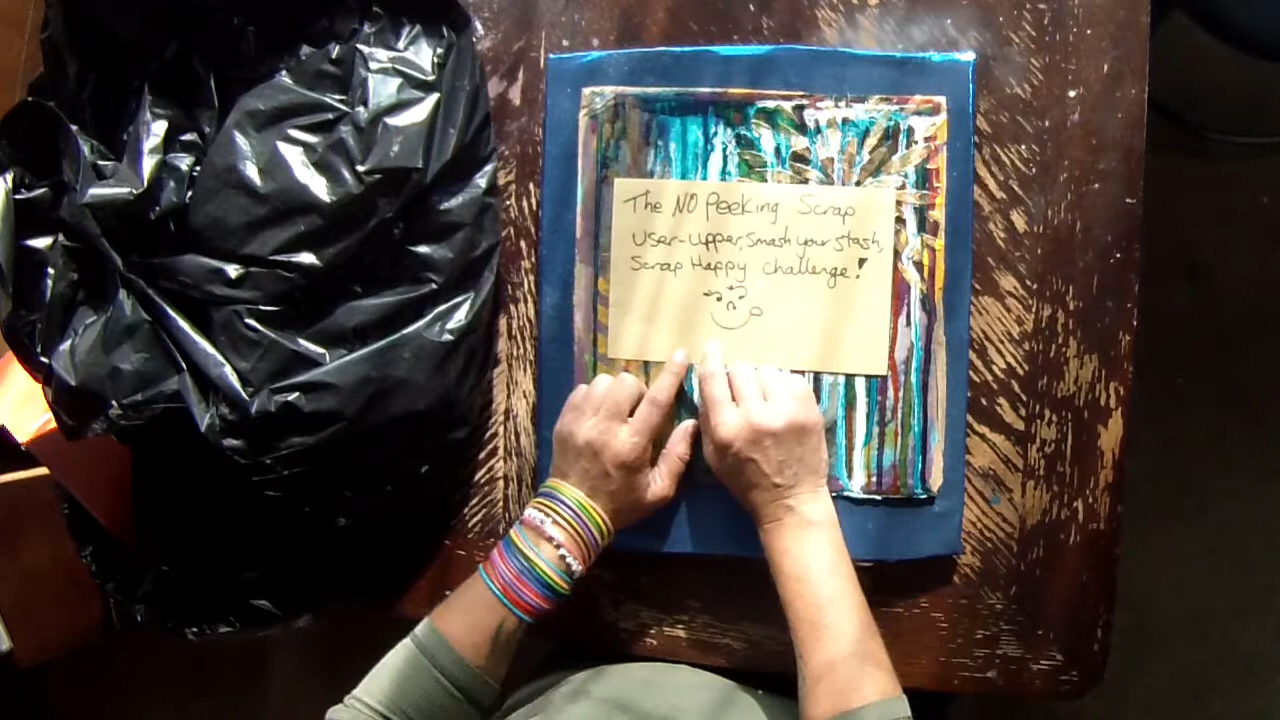 The NO Peeking Scrap
User-upper, Smash your stash,
Scrap Happy challenge!